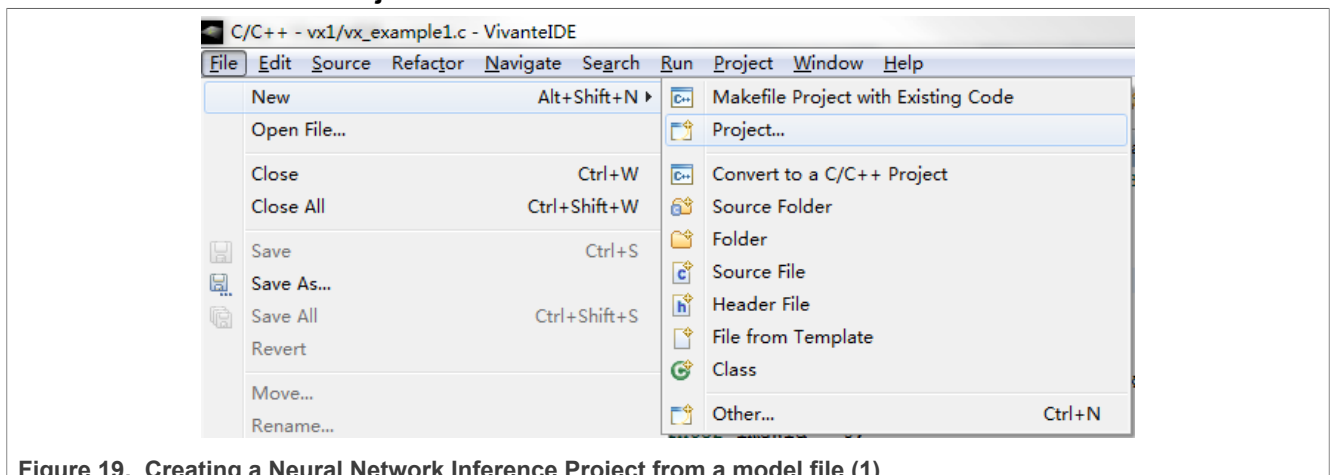 C/C++ - vx1/vx_example1.c - VivanteIDE
File Edit Source Refactor Navigate Search Run Project Window Help
New Alt+Shift+N
Open File...
Close Ctrl+W
Close All Ctrl+Shift+W
Save Ctrl+S
Save As...
Save All Ctrl+Shift+S
Revert
Move...
Rename...
Makefile Project with Existing Code
Project...
Convert to a C/C++ Project
Source Folder
Folder
Source File
Header File
File from Template
Class
Other... Ctrl+N
Figure 19. Creating a Neural Network Inference Project from a model file (1)